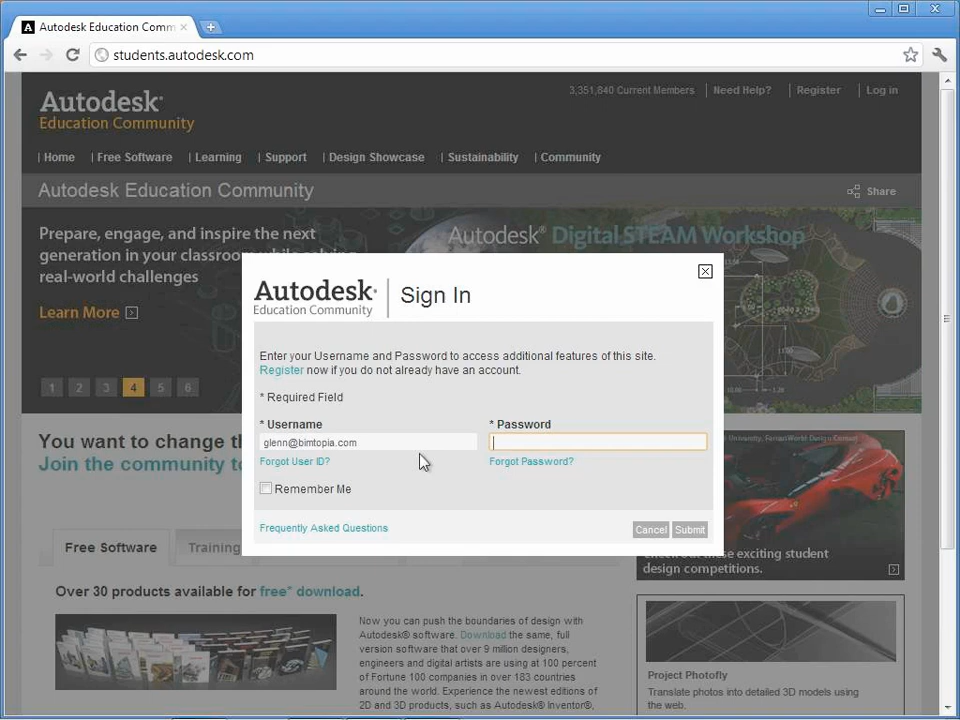 Autodesk Education Comm
students.autodesk.com
Autodesk®
Education Community
3,351,640 Current Members | Need Help? | Register | Log in
| Home | Free Software | Learning | Support | Design Showcase | Sustainability | Community
Autodesk Education Community
Share
Prepare, engage, and inspire the next
generation in your classroom while solving
real-world challenges
Learn More
Autodesk® Digital STEAM Workshop
1 2 3 4 5 6
Autodesk®
Education Community
Sign In
Enter your Username and Password to access additional features of this site.
Register now if you do not already have an account.
* Required Field
* Username
* Password
glenn@bimtopia.com
Forgot User ID?
Forgot Password?
Remember Me
Frequently Asked Questions
Cancel
Submit
You want to change th
Join the community to
Free Software
Training
Over 30 products available for free* download.
Now you can push the boundaries of design with
Autodesk® software. Download the same, full
version software that over 9 million designers,
engineers and digital artists are using at 100 percent
of Fortune 100 companies in over 183 countries
around the world. Experience the newest editions of
2D and 3D products, such as Autodesk® Inventor®,
these exciting student
design competitions.
Project Photofly
Translate photos into detailed 3D models using
the web.